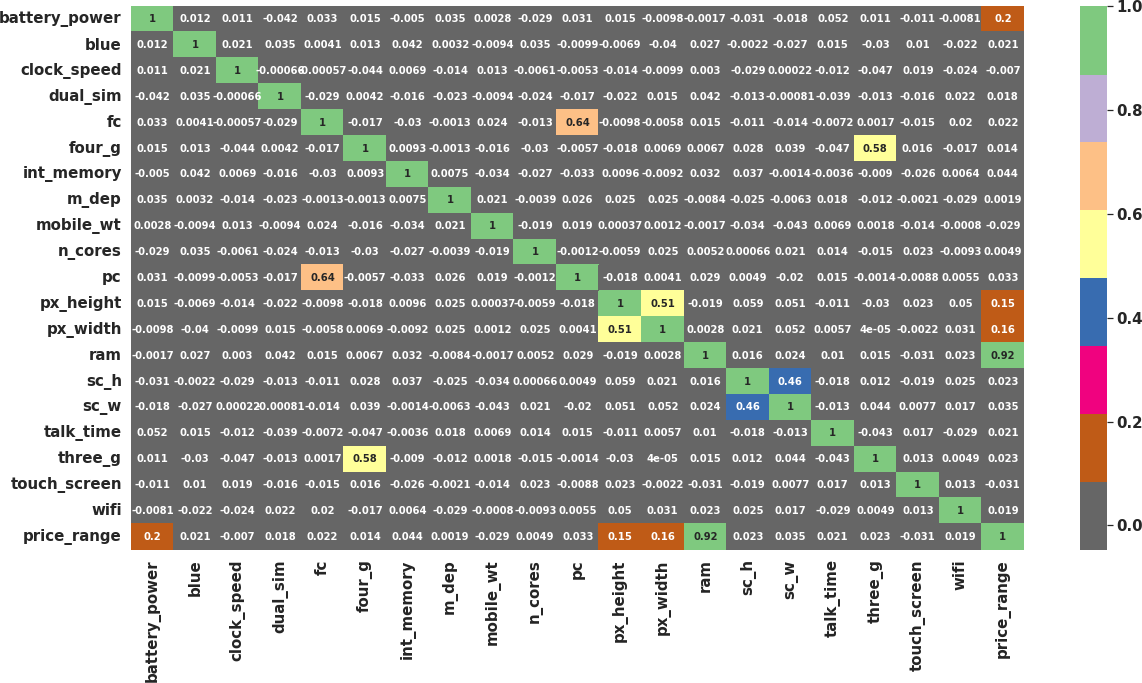 battery_power 1 0.012 0.011 -0.042 0.033 0.015 -0.005 0.035 0.0028 -0.029 0.031 0.015 -0.0098 -0.0017 -0.031 -0.018 0.052 0.011 -0.011 -0.0081 0.2
blue 0.012 1 0.021 0.035 0.0041 0.013 0.042 0.0032 -0.0094 0.035 -0.0099 -0.0069 -0.04 0.027 -0.0022 -0.027 0.015 -0.03 0.01 -0.022 0.021
clock_speed 0.011 0.021 1 -0.00066 -0.00057 -0.044 0.0069 -0.014 0.013 -0.0061 -0.0053 -0.014 -0.0099 0.003 -0.029 0.00022 -0.012 -0.047 0.019 -0.024 -0.007
dual_sim -0.042 0.035 -0.00066 1 -0.029 0.0042 -0.016 -0.023 -0.0094 -0.024 -0.017 -0.022 0.015 0.042 -0.013 -0.00081 -0.039 -0.013 -0.016 0.022 0.018
fc 0.033 0.0041 -0.00057 -0.029 1 -0.017 -0.03 -0.0013 0.024 -0.013 0.64 -0.0098 -0.0058 0.015 -0.011 -0.014 -0.0072 0.0017 -0.015 0.02 0.022
four_g 0.015 0.013 -0.044 0.0042 -0.017 1 0.0093 -0.0013 -0.016 -0.03 -0.0057 -0.018 0.0069 0.0067 0.028 0.039 -0.047 0.58 0.016 -0.017 0.014
int_memory -0.005 0.042 0.0069 -0.016 -0.03 0.0093 1 0.0075 -0.034 -0.027 -0.033 0.0096 -0.0092 0.032 0.037 -0.0014 -0.0036 -0.009 -0.026 0.0064 0.044
m_dep 0.035 0.0032 -0.014 -0.023 -0.0013 -0.0013 0.0075 1 0.021 -0.0039 0.026 0.025 0.025 -0.0084 -0.025 -0.0063 0.018 -0.012 -0.0021 -0.029 0.0019
mobile_wt 0.0028 -0.0094 0.013 -0.0094 0.024 -0.016 -0.034 0.021 1 -0.019 0.019 0.00037 0.0012 -0.0017 -0.034 -0.043 0.0069 0.0018 -0.014 -0.0008 -0.029
n_cores -0.029 0.035 -0.0061 -0.024 -0.013 -0.03 -0.027 -0.0039 -0.019 1 -0.0012 -0.0059 0.025 0.0052 0.00066 0.021 0.014 -0.015 0.023 -0.0093 0.0049
pc 0.031 -0.0099 -0.0053 -0.017 0.64 -0.0057 -0.033 0.026 0.019 -0.0012 1 -0.018 0.0041 0.029 0.0049 -0.02 0.015 -0.0014 -0.0088 0.0055 0.033
px_height 0.015 -0.0069 -0.014 -0.022 -0.0098 -0.018 0.0096 0.025 0.00037 -0.0059 -0.018 1 0.51 -0.019 0.059 0.051 -0.011 -0.03 0.023 0.05 0.15
px_width -0.0098 -0.04 -0.0099 0.015 -0.0058 0.0069 -0.0092 0.025 0.0012 0.025 0.0041 0.51 1 0.0028 0.021 0.052 0.0057 4e-05 -0.0022 0.031 0.16
ram -0.0017 0.027 0.003 0.042 0.015 0.0067 0.032 -0.0084 -0.0017 0.0052 0.029 -0.019 0.0028 1 0.016 0.024 0.01 0.015 -0.031 0.023 0.92
sc_h -0.031 -0.0022 -0.029 -0.013 -0.011 0.028 0.037 -0.025 -0.034 0.00066 0.0049 0.059 0.021 0.016 1 0.46 -0.018 0.012 -0.019 0.025 0.023
sc_w -0.018 -0.027 0.00022 -0.00081 -0.014 0.039 -0.0014 -0.0063 -0.043 0.021 -0.02 0.051 0.052 0.024 0.46 1 -0.013 0.044 0.0077 0.017 0.035
talk_time 0.052 0.015 -0.012 -0.039 -0.0072 -0.047 -0.0036 0.018 0.0069 0.014 0.015 -0.011 0.0057 0.01 -0.018 -0.013 1 -0.043 0.017 -0.029 0.021
three_g 0.011 -0.03 -0.047 -0.013 0.0017 0.58 -0.009 -0.012 0.0018 -0.015 -0.0014 -0.03 4e-05 0.015 0.012 0.044 -0.043 1 0.013 0.0049 0.023
touch_screen -0.011 0.01 0.019 -0.016 -0.015 0.016 -0.026 -0.0021 -0.014 0.023 -0.0088 0.023 -0.0022 -0.031 -0.019 0.0077 0.017 0.013 1 0.013 -0.031
wifi -0.0081 -0.022 -0.024 0.022 0.02 -0.017 0.0064 -0.029 -0.0008 -0.0093 0.0055 0.05 0.031 0.023 0.025 0.017 -0.029 0.0049 0.013 1 0.019
price_range 0.2 0.021 -0.007 0.018 0.022 0.014 0.044 0.0019 -0.029 0.0049 0.033 0.15 0.16 0.92 0.023 0.035 0.021 0.023 -0.031 0.019 1
battery_power
blue
clock_speed
dual_sim
fc
four_g
int_memory
m_dep
mobile_wt
n_cores
pc
px_height
px_width
ram
sc_h
sc_w
talk_time
three_g
touch_screen
wifi
price_range
1.0
0.8
0.6
0.4
0.2
0.0